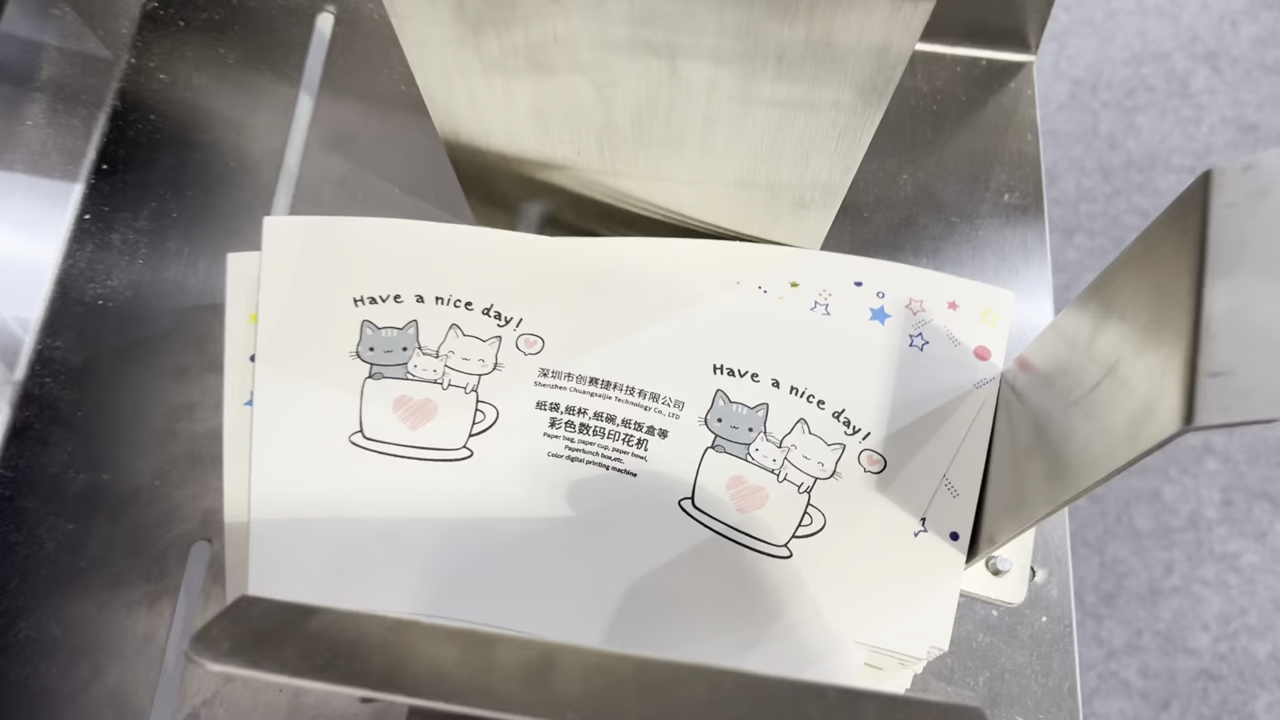 Have a nice day!
深圳市创赛捷科技有限公司
Shenzhen Chuangsaijie Technology Co., LTD
纸袋,纸杯,纸碗,纸饭盒等
彩色数码印花机
Paper bag, paper cup, paper bowl,
Paperlunch box,etc.
Color digital printing machine
Have a nice day!